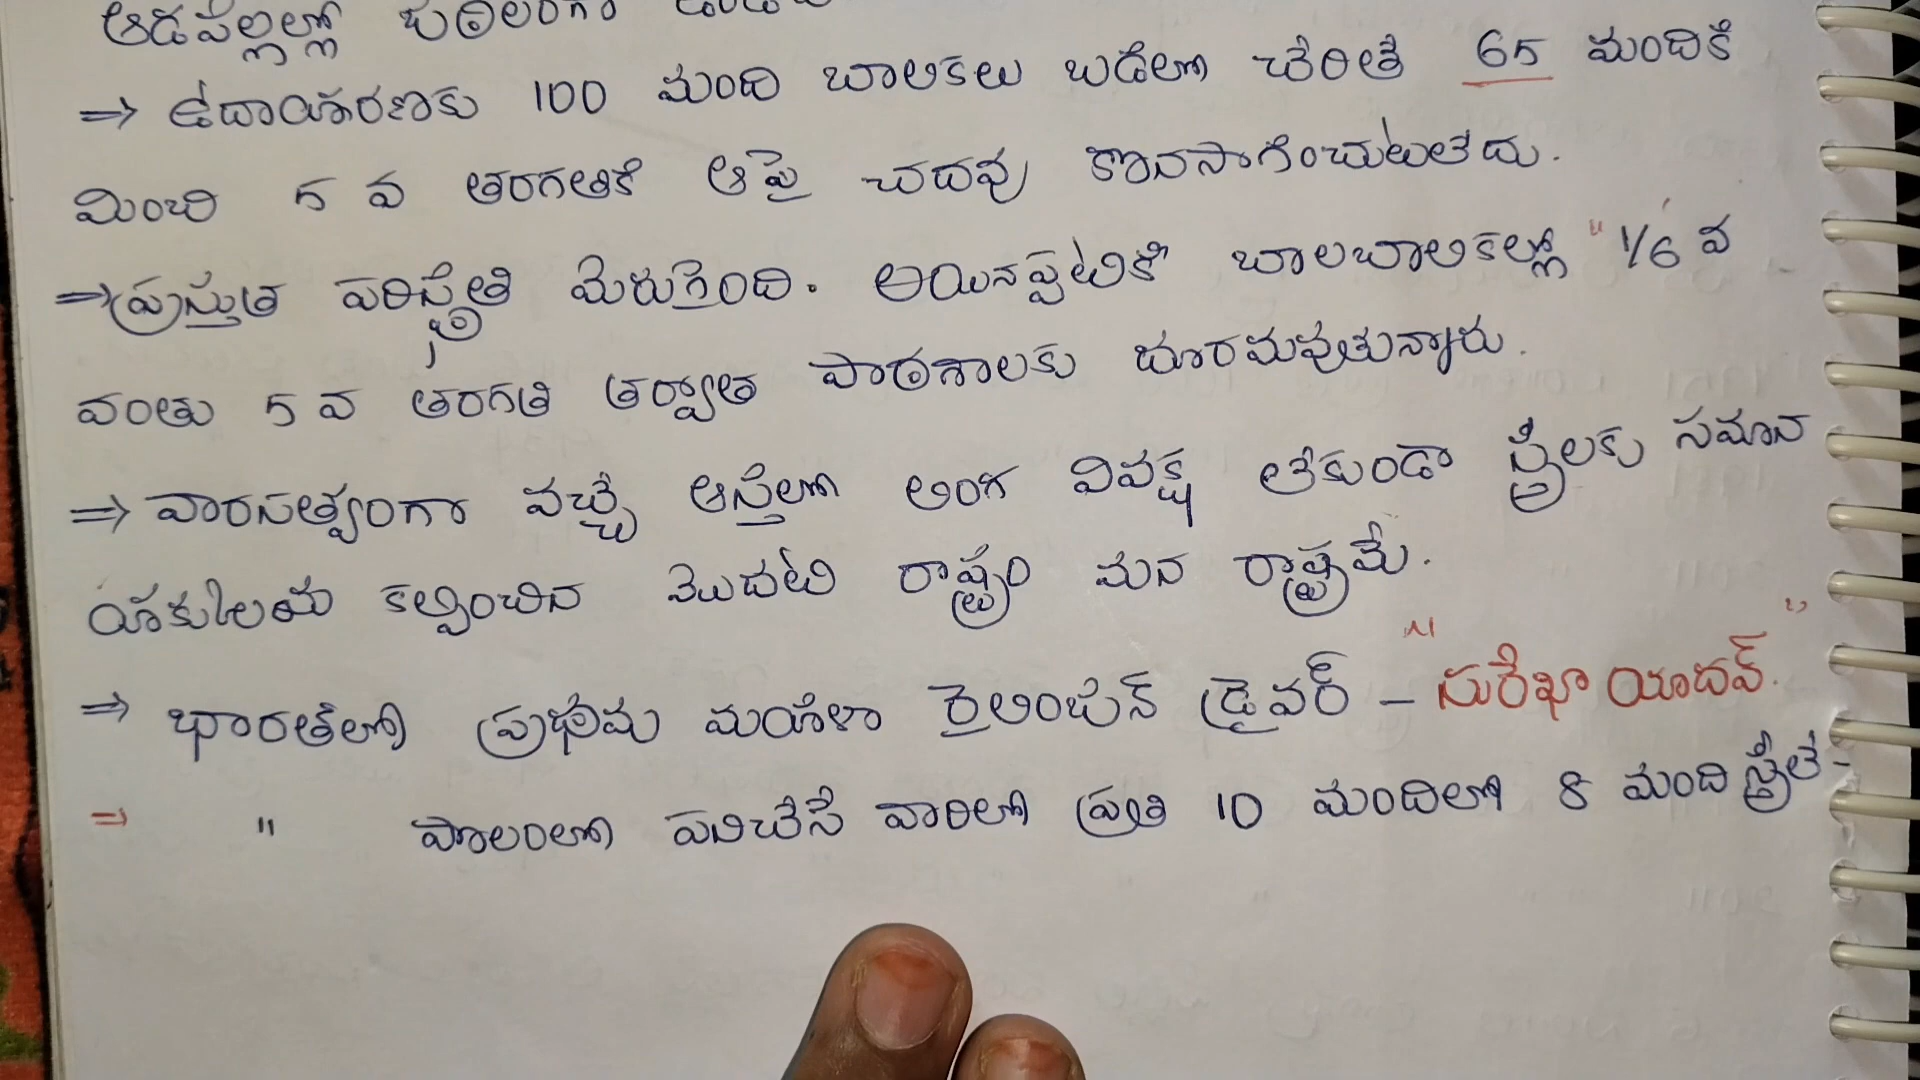 ఆడపిల్లల్లో
⇒ ఉదాహరణకు 100 మంది బాలికలు బడిలో చేరితే 65 మందికి
మించి 5 వ తరగతికి ఆపై చదవు కొనసాగించుటలేదు.
⇒ ప్రస్తుత పరిస్థితి మెరుగైంది. అయినప్పటికి బాలబాలికల్లో "1/6 వ
వంతు 5 వ తరగతి తర్వాత పాఠశాలకు దూరమవుతున్నారు.
⇒ వారసత్వంగా వచ్చే ఆస్తిలో లింగ వివక్ష లేకుండా స్త్రీలకు సమాన
హక్కులను కల్పించిన మొదటి రాష్ట్రం మన రాష్ట్రమే.
⇒ భారత్‌లో ప్రథమ మహిళా రైలింజన్ డ్రైవర్ - "సురేఖా యాదవ్"
⇒ " పొలంలో పనిచేసే వారిలో ప్రతి 10 మందిలో 8 మంది స్త్రీలే -